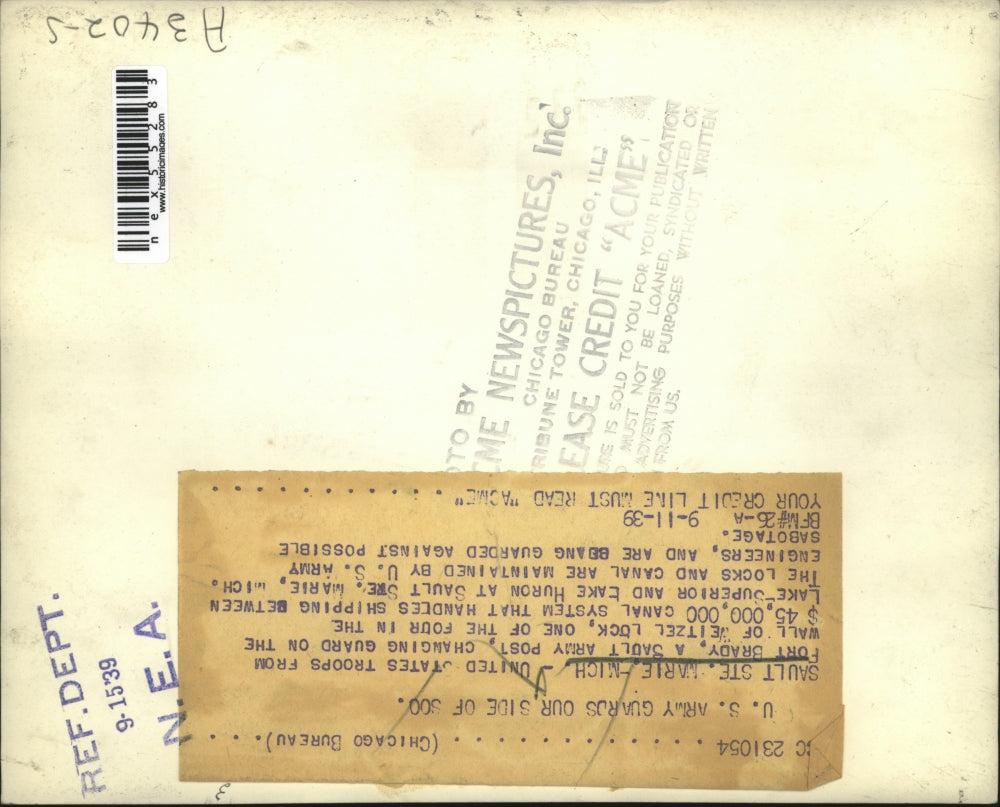 A3402-S
nex5552 83
www.historicimages.com
TO BY
CME NEWSPICTURES, Inc.
CHICAGO BUREAU
RIBUNE TOWER, CHICAGO, ILL.
EASE CREDIT "ACME"
URE IS SOLD TO YOU FOR YOUR PUBLICATION
D MUST NOT BE LOANED, SYNDICATED OR
ADVERTISING PURPOSES WITHOUT WRITTEN
FROM US.
CC 231054 . . . . . . . . . . . . . . (CHICAGO BUREAU). . .
U. S. ARMY GUARDS OUR SIDE OF SOO.
SAULT STE. MARIE, MICH - UNITED STATES TROOPS FROM
FORT BRADY, A SAULT ARMY POST, CHANGING GUARD ON THE
WALL OF WEITZEL LOCK, ONE OF THE FOUR IN THE
$ 45,000,000 CANAL SYSTEM THAT HANDLES SHIPPING BETWEEN
LAKE SUPERIOR AND LAKE HURON AT SAULT STE. MARIE, MICH.
THE LOCKS AND CANAL ARE MAINTAINED BY U. S. ARMY
ENGINEERS, AND ARE BEING GUARDED AGAINST POSSIBLE
SABOTAGE.
BFM#26-A 9-11-39
YOUR CREDIT LINE MUST READ "ACME" . . . . . . . . . . . .
REF. DEPT.
9-15'39
N.E.A.